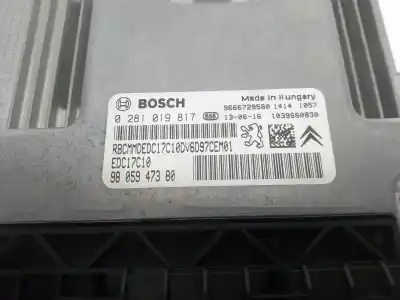 BOSCH
Made in Hungary
0 281 019 817
9666729580 1414 1057
13-06-16 1039S60830
RBCMMDEDC17C10DV6D97CEM01
EDC17C10
98 059 473 80